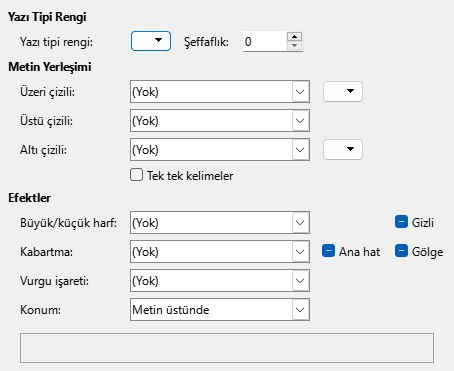 Yazı Tipi Rengi
Yazı tipi rengi: Şeffaflık: 0
Metin Yerleşimi
Üzeri çizili: (Yok)
Üstü çizili: (Yok)
Altı çizili: (Yok)
Tek tek kelimeler
Efektler
Büyük/küçük harf: (Yok) Gizli
Kabartma: (Yok) Ana hat Gölge
Vurgu işareti: (Yok)
Konum: Metin üstünde